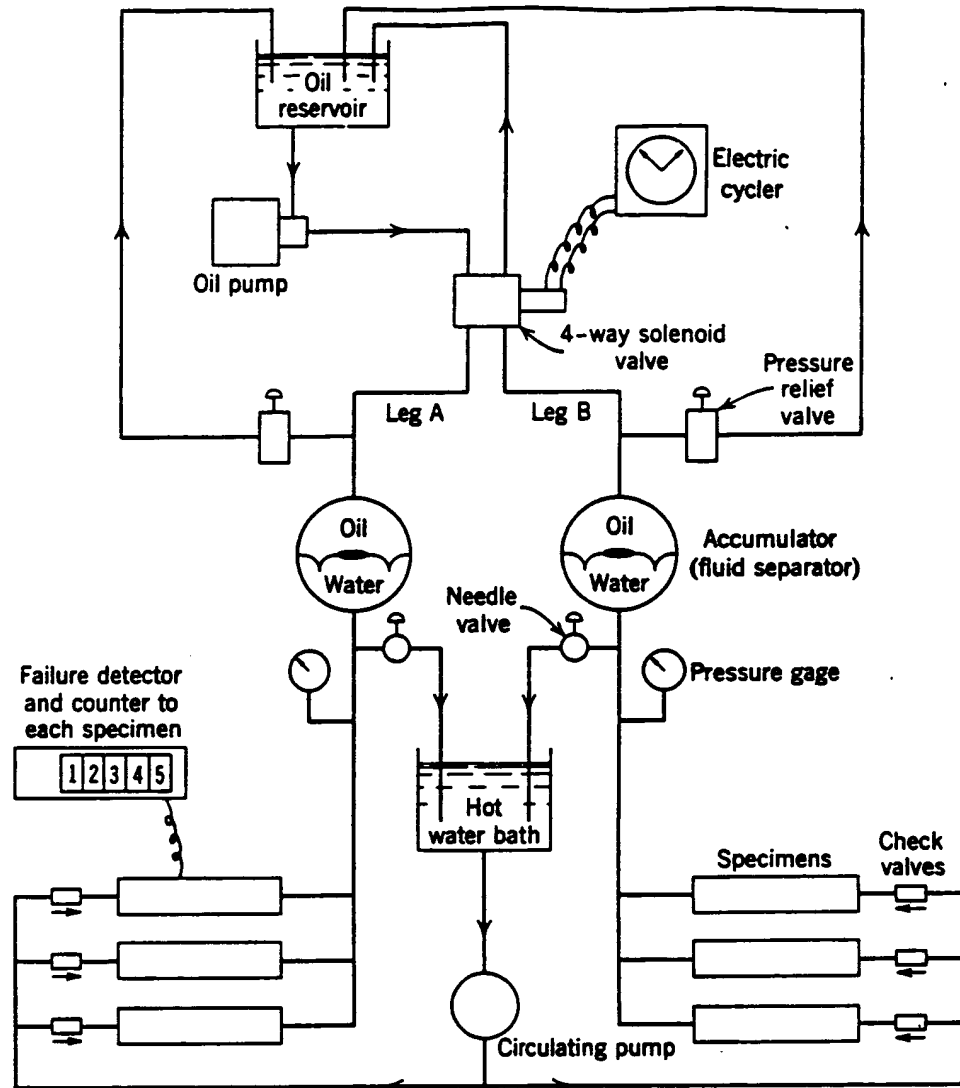 Oil
reservoir
Electric
cycler
Oil pump
4-way solenoid
valve
Pressure
relief
valve
Leg A
Leg B
Oil
Water
Oil
Water
Accumulator
(fluid separator)
Needle
valve
Failure detector
and counter to
each specimen
Pressure gage
1 2 3 4 5
Hot
water bath
Specimens
Check
valves
Circulating pump